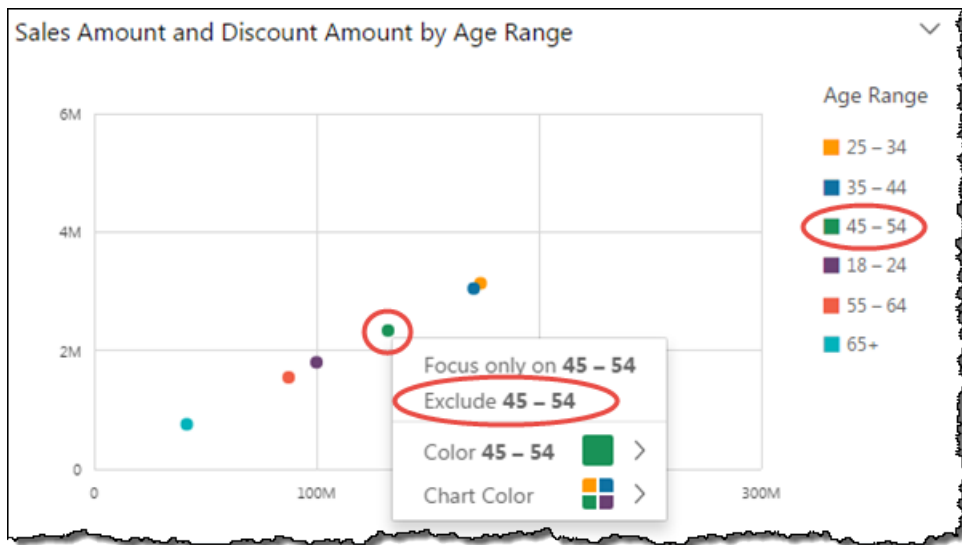 Sales Amount and Discount Amount by Age Range
Age Range
25 – 34
35 – 44
45 – 54
18 – 24
55 – 64
65+
6M
4M
2M
0
0
100M
300M
Focus only on 45 – 54
Exclude 45 – 54
Color 45 – 54
Chart Color